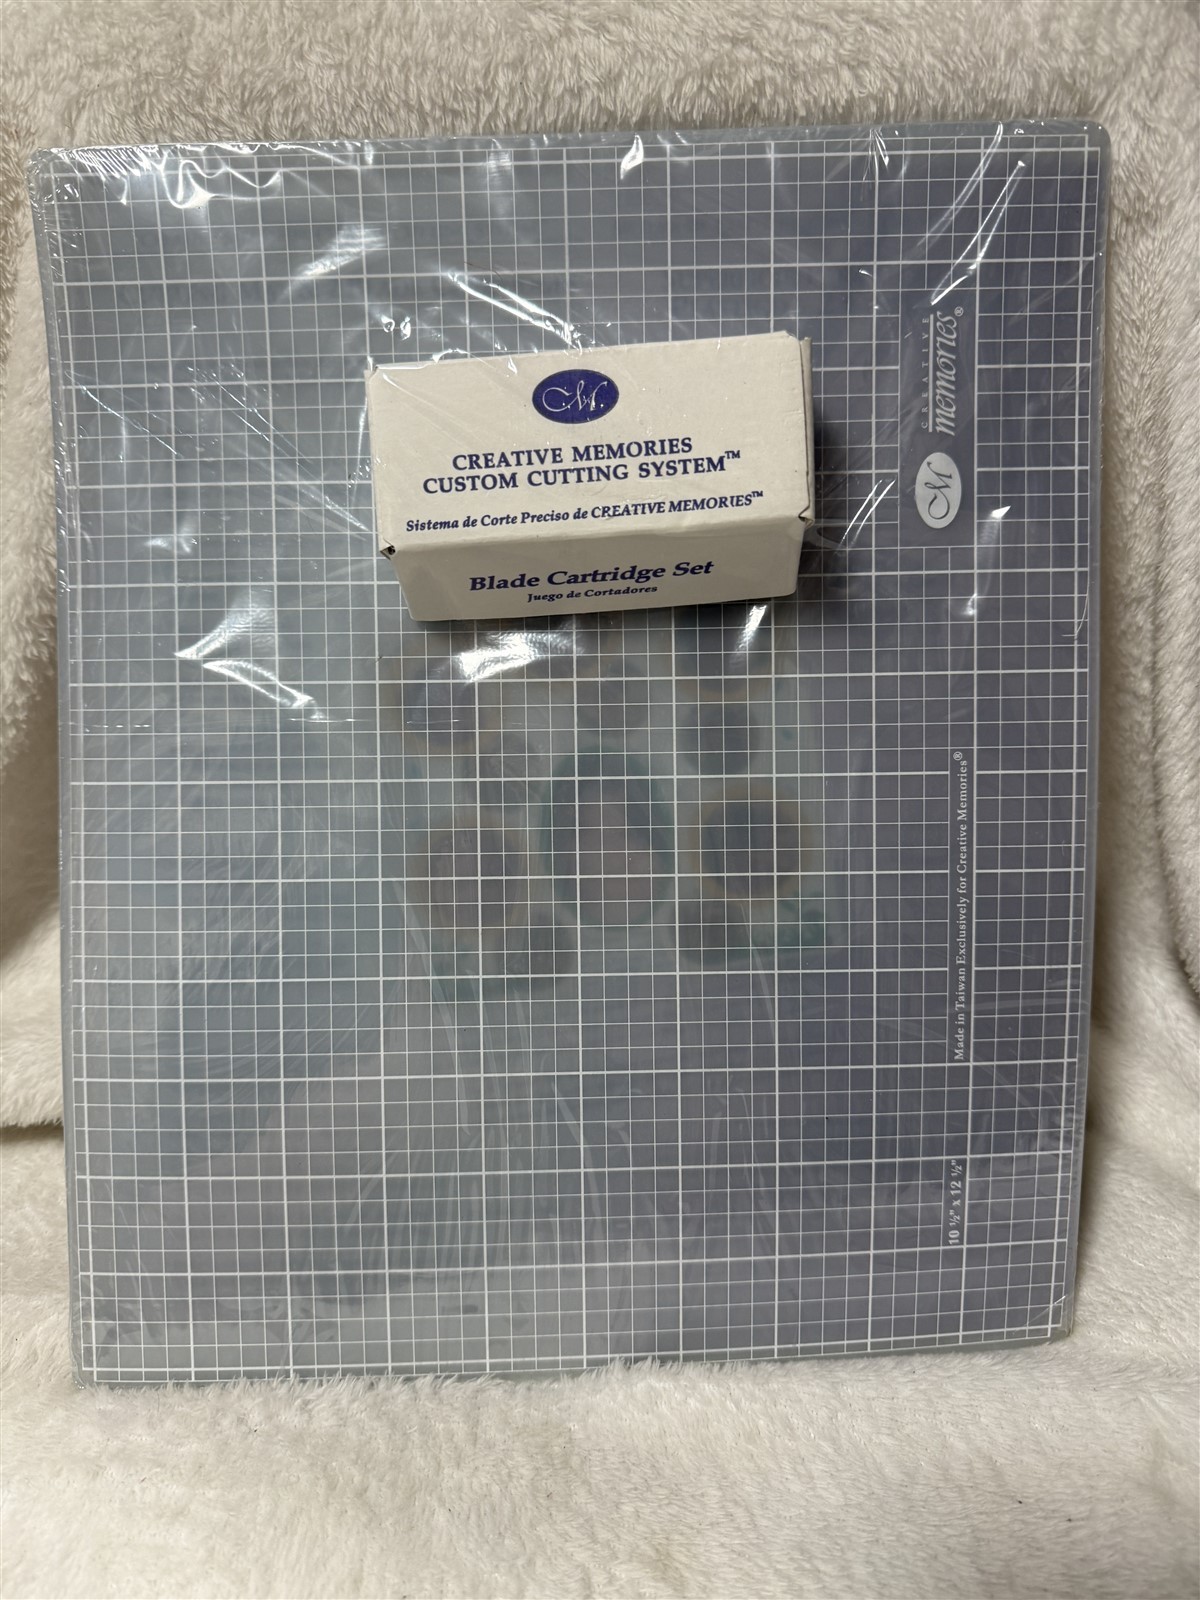 CM
CREATIVE MEMORIES
CUSTOM CUTTING SYSTEM™
Sistema de Corte Preciso de CREATIVE MEMORIES™
Blade Cartridge Set
Juego de Cortadores
CREATIVE
memories®
CM
Made in Taiwan Exclusively for Creative Memories®
10 ½" x 12 ½"